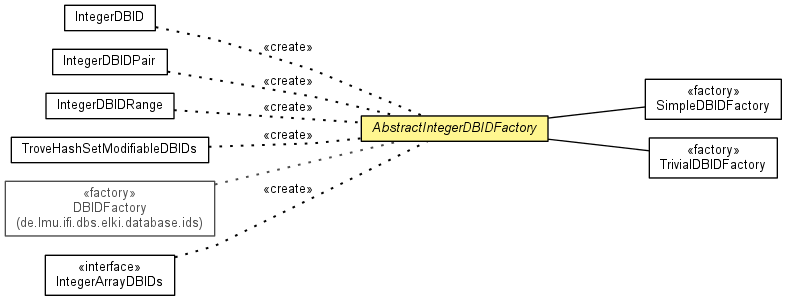 IntegerDBID
«create»
IntegerDBIDPair
«create»
IntegerDBIDRange
«create»
TroveHashSetModifiableDBIDs
«create»
«factory»
DBIDFactory
(de.lmu.ifi.dbs.elki.database.ids)
«create»
«interface»
IntegerArrayDBIDs
AbstractIntegerDBIDFactory
«factory»
SimpleDBIDFactory
«factory»
TrivialDBIDFactory